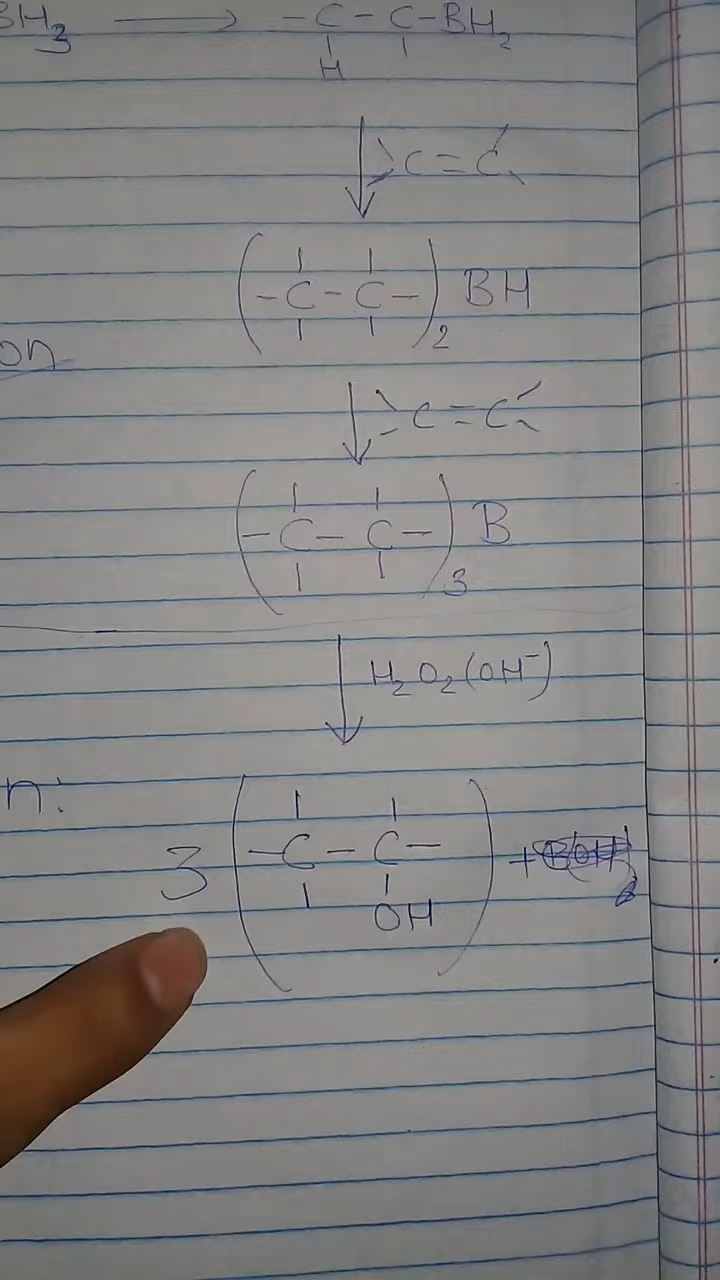 BH₃ → -C-C-BH₂
H
\C=C/
(-C-C-)₂ BH
on
\C=C/
(-C-C-)₃ B
H₂O₂(OH⁻)
n:
3 (-C-C-) +
OH